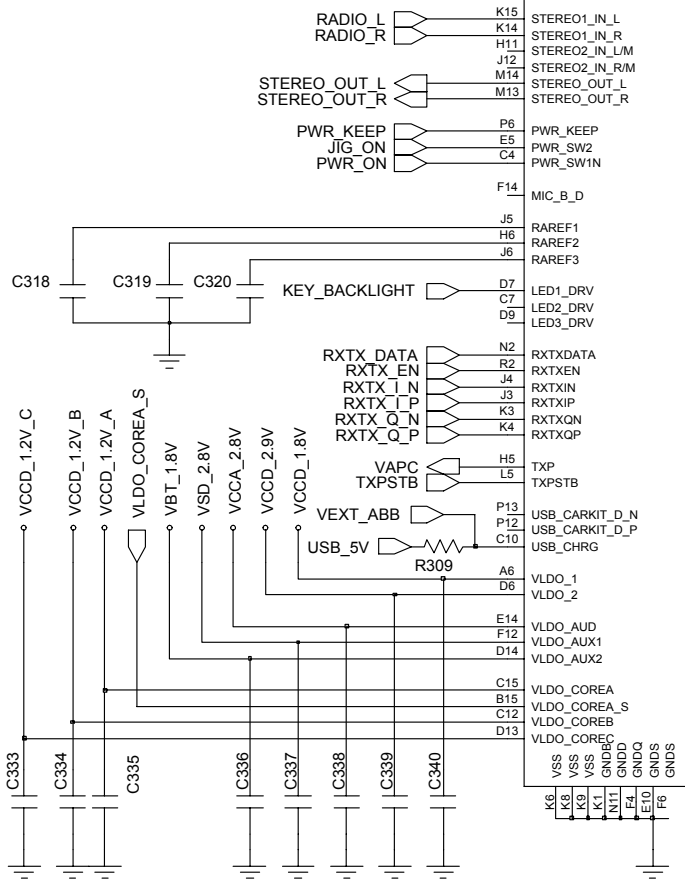 RADIO_L K15 STEREO1_IN_L
RADIO_R K14 STEREO1_IN_R
H11 STEREO2_IN_L/M
J12 STEREO2_IN_R/M
STEREO_OUT_L M14 STEREO_OUT_L
STEREO_OUT_R M13 STEREO_OUT_R
PWR_KEEP P6 PWR_KEEP
JIG_ON E5 PWR_SW2
PWR_ON C4 PWR_SW1N
F14 MIC_B_D
J5 RAREF1
H6 RAREF2
J6 RAREF3
C318 C319 C320
KEY_BACKLIGHT D7 LED1_DRV
C7 LED2_DRV
D9 LED3_DRV
RXTX_DATA N2 RXTXDATA
RXTX_EN R2 RXTXEN
RXTX_I_N J4 RXTXIN
RXTX_I_P J3 RXTXIP
RXTX_Q_N K3 RXTXQN
RXTX_Q_P K4 RXTXQP
VAPC H5 TXP
TXPSTB L5 TXPSTB
VCCD_1.2V_C
VCCD_1.2V_B
VCCD_1.2V_A
VLDO_COREA_S
VBT_1.8V
VSD_2.8V
VCCA_2.8V
VCCD_2.9V
VCCD_1.8V
VEXT_ABB P13 USB_CARKIT_D_N
P12 USB_CARKIT_D_P
USB_5V C10 USB_CHRG
R309
A6 VLDO_1
D6 VLDO_2
E14 VLDO_AUD
F12 VLDO_AUX1
D14 VLDO_AUX2
C15 VLDO_COREA
B15 VLDO_COREA_S
C12 VLDO_COREB
D13 VLDO_COREC
C333 C334 C335 C336 C337 C338 C339 C340
VSS VSS VSS GNDB GNDD GNDQ GNDS GNDS
K6 K8 K9 K1 N11 F4 E10 F6